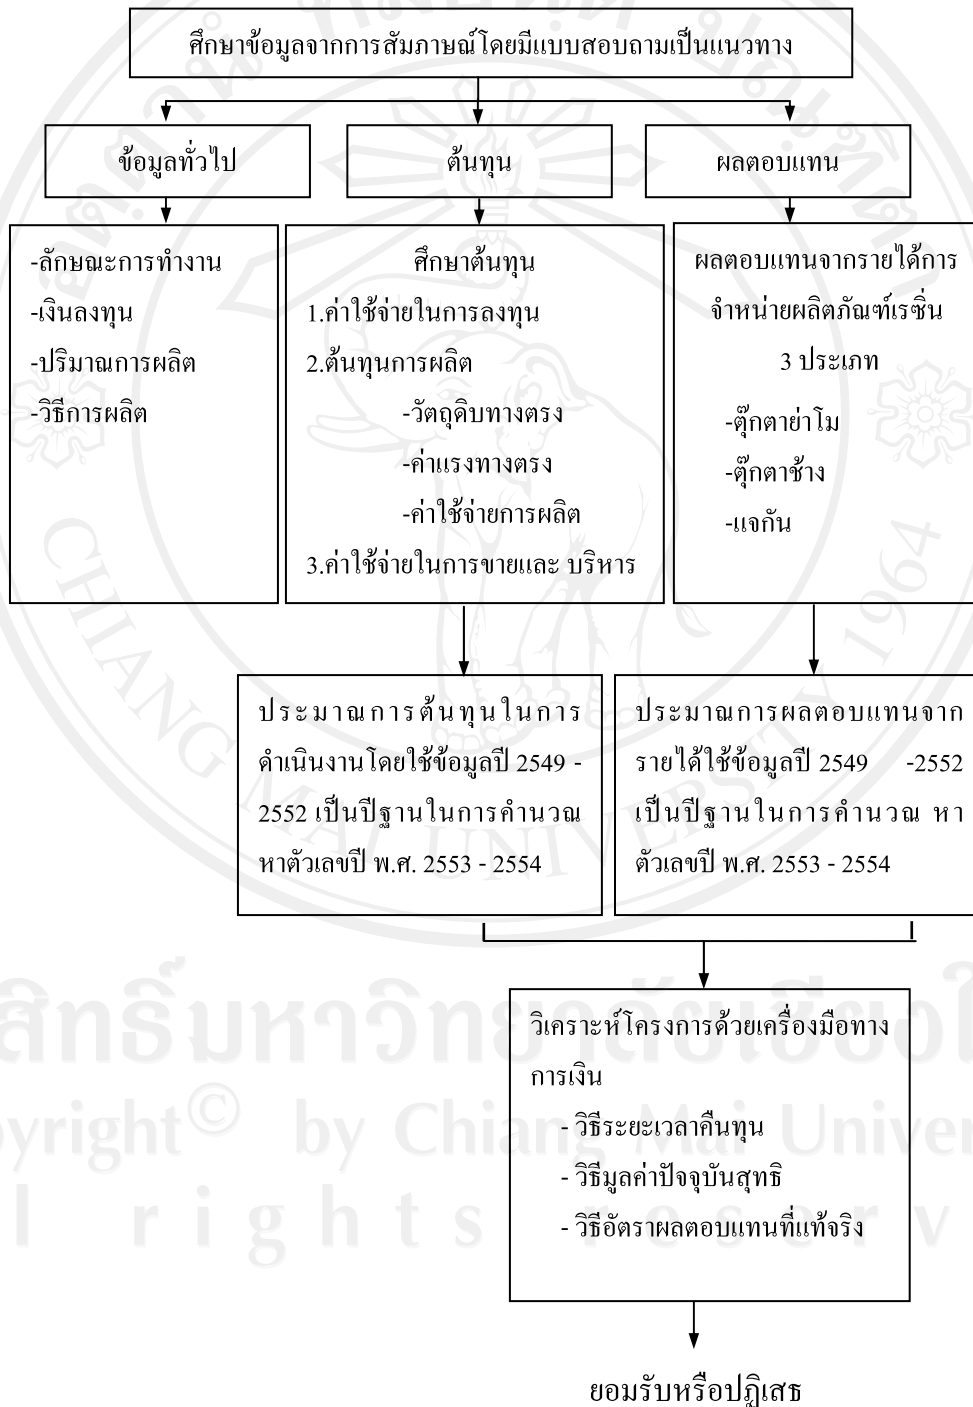 ศึกษาข้อมูลจากการสัมภาษณ์โดยมีแบบสอบถามเป็นแนวทาง
ข้อมูลทั่วไป
ต้นทุน
ผลตอบแทน
-ลักษณะการทำงาน
-เงินลงทุน
-ปริมาณการผลิต
-วิธีการผลิต
ศึกษาต้นทุน
1.ค่าใช้จ่ายในการลงทุน
2.ต้นทุนการผลิต
-วัตถุดิบทางตรง
-ค่าแรงทางตรง
-ค่าใช้จ่ายการผลิต
3.ค่าใช้จ่ายในการขายและ บริหาร
ผลตอบแทนจากรายได้การ
จำหน่ายผลิตภัณฑ์เรซิ่น
3 ประเภท
-ตุ๊กตาย่าโม
-ตุ๊กตาช้าง
-แจกัน
ประมาณการต้นทุนในการ
ดำเนินงานโดยใช้ข้อมูลปี 2549 -
2552 เป็นปีฐานในการคำนวณ
หาตัวเลขปี พ.ศ. 2553 - 2554
ประมาณการผลตอบแทนจาก
รายได้ใช้ข้อมูลปี 2549 -2552
เป็นปีฐานในการคำนวณ หา
ตัวเลขปี พ.ศ. 2553 - 2554
วิเคราะห์โครงการด้วยเครื่องมือทาง
การเงิน
- วิธีระยะเวลาคืนทุน
- วิธีมูลค่าปัจจุบันสุทธิ
- วิธีอัตราผลตอบแทนที่แท้จริง
ยอมรับหรือปฏิเสธ
CHIANG MAI UNIVERSITY 1964
สิทธิ์มหาวิทยาลัยเชียงใ
pyright© by Chiang Mai Univer
l rights reserv